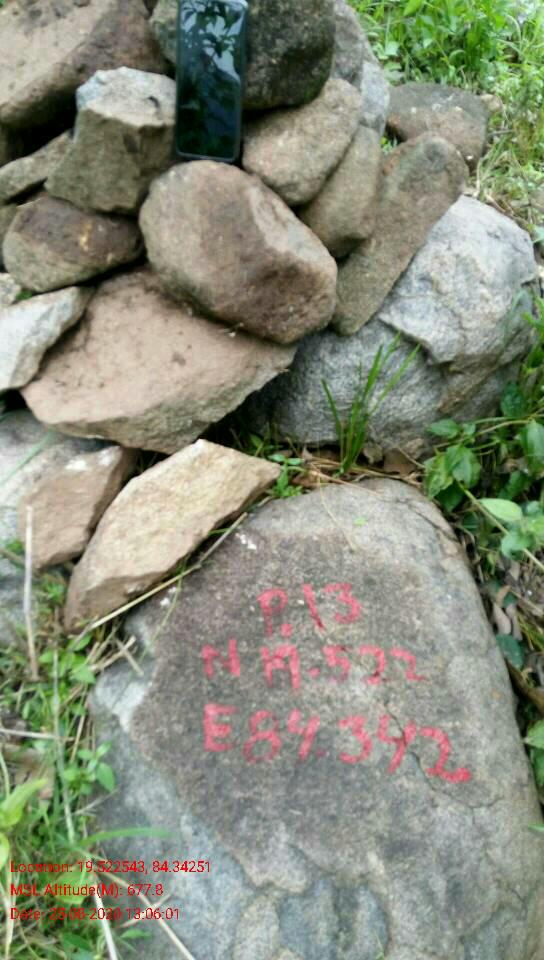 P.13
N 19.522
E 84.342
Location: 19.522543, 84.34251
MSL Altitude(M): 677.8
Date: 23-08-2020 13:06:01